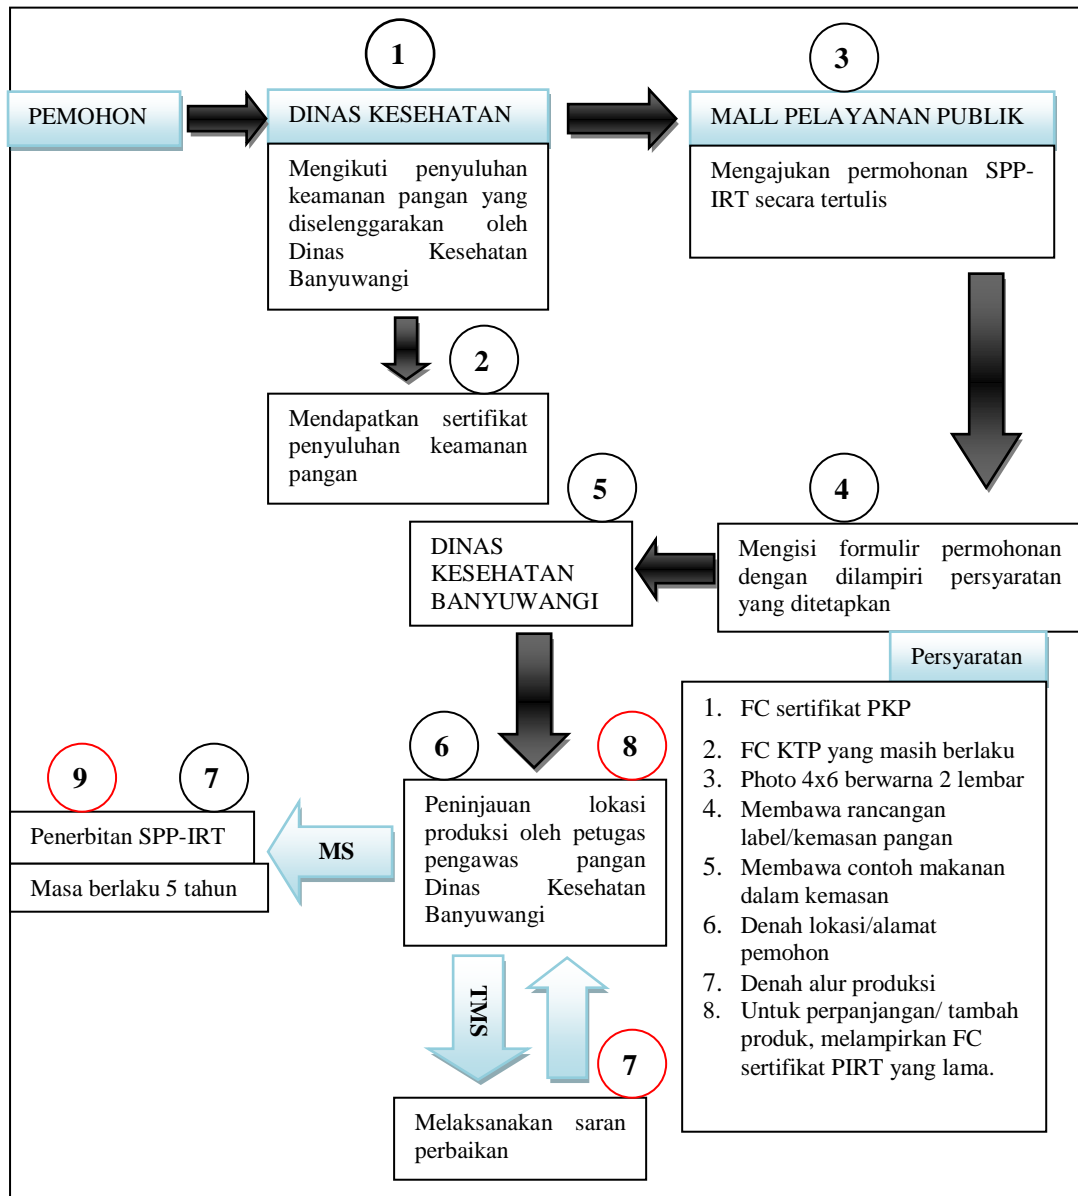 1
3
PEMOHON
DINAS KESEHATAN
MALL PELAYANAN PUBLIK
Mengikuti penyuluhan
keamanan pangan yang
diselenggarakan oleh
Dinas Kesehatan
Banyuwangi
Mengajukan permohonan SPP-
IRT secara tertulis
2
Mendapatkan sertifikat
penyuluhan keamanan
pangan
5
4
DINAS
KESEHATAN
BANYUWANGI
Mengisi formulir permohonan
dengan dilampiri persyaratan
yang ditetapkan
Persyaratan
1. FC sertifikat PKP
2. FC KTP yang masih berlaku
3. Photo 4x6 berwarna 2 lembar
4. Membawa rancangan
label/kemasan pangan
5. Membawa contoh makanan
dalam kemasan
6. Denah lokasi/alamat
pemohon
7. Denah alur produksi
8. Untuk perpanjangan/ tambah
produk, melampirkan FC
sertifikat PIRT yang lama.
6
8
Peninjauan lokasi
produksi oleh petugas
pengawas pangan
Dinas Kesehatan
Banyuwangi
9
7
MS
Penerbitan SPP-IRT
Masa berlaku 5 tahun
TMS
7
Melaksanakan saran
perbaikan